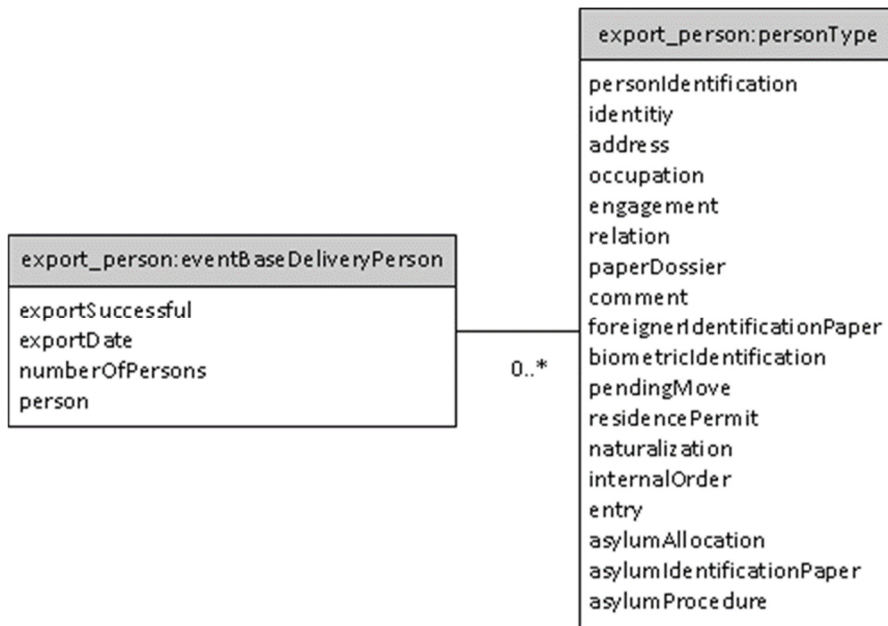 export_person:personType
personIdentification
identitiy
address
occupation
engagement
relation
paperDossier
comment
foreignerIdentificationPaper
biometricIdentification
pendingMove
residencePermit
naturalization
internalOrder
entry
asylumAllocation
asylumIdentificationPaper
asylumProcedure
export_person:eventBaseDeliveryPerson
exportSuccessful
exportDate
numberOfPersons
person
0..*